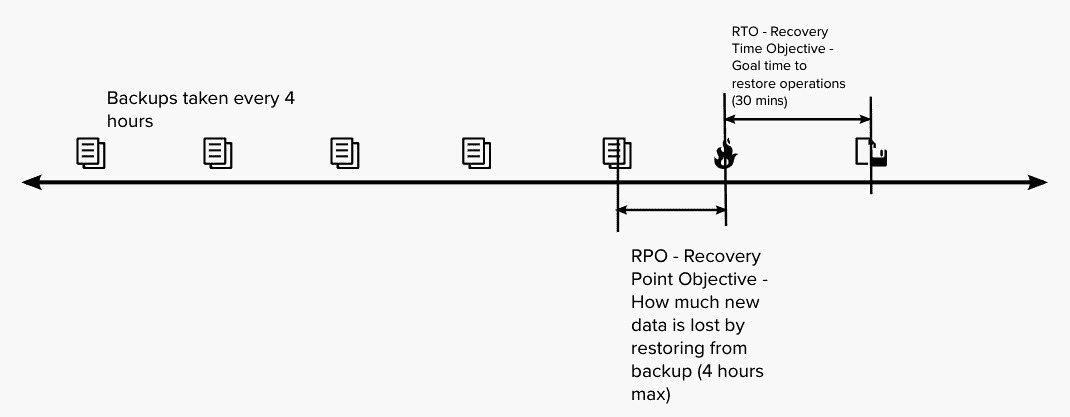 RTO - Recovery
Time Objective -
Goal time to
restore operations
(30 mins)
Backups taken every 4
hours
RPO - Recovery
Point Objective -
How much new
data is lost by
restoring from
backup (4 hours
max)